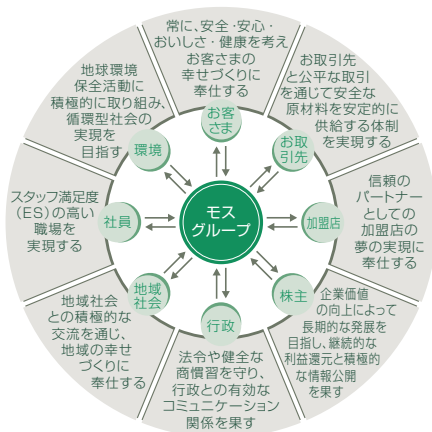 常に、安全・安心・
おいしさ・健康を考え
お客さまの
幸せづくりに
奉仕する
お客
さま
お取引先
と公平な取引
を通じて安全な
原材料を安定的に
供給する体制
を実現する
お取
引先
信頼の
パートナー
としての
加盟店の
夢の実現に
奉仕する
加盟店
企業価値
の向上によって
長期的な発展を
目指し、継続的な
利益還元と積極的
な情報公開
を果す
株主
法令や健全な
商慣習を守り、
行政との有効な
コミュニケーション
関係を果す
行政
地域社会
との積極的な
交流を通じ、
地域の幸せ
づくりに
奉仕する
地域
社会
スタッフ満足度
（ES）の高い
職場を
実現する
社員
地球環境
保全活動に
積極的に取り組み、
循環型社会の
実現を
目指す
環境
モス
グループ